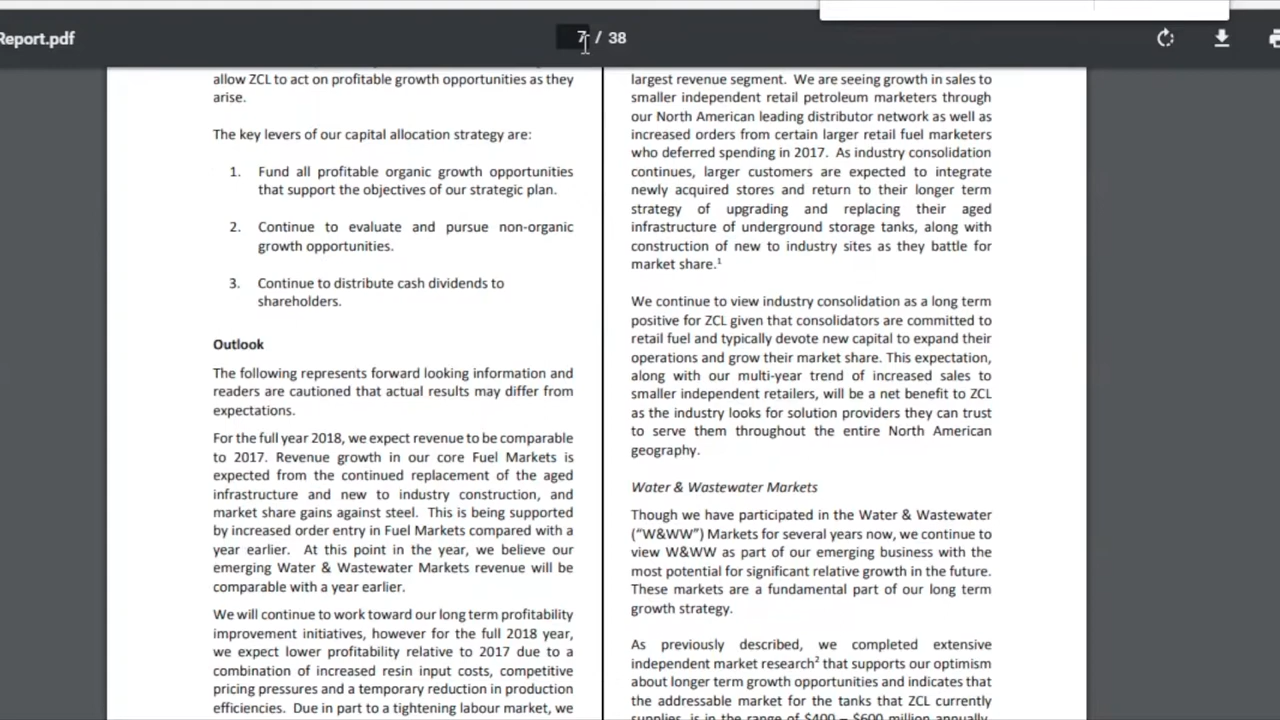 Report.pdf
7 / 38
allow ZCL to act on profitable growth opportunities as they
arise.
The key levers of our capital allocation strategy are:
1. Fund all profitable organic growth opportunities
that support the objectives of our strategic plan.
2. Continue to evaluate and pursue non-organic
growth opportunities.
3. Continue to distribute cash dividends to
shareholders.
Outlook
The following represents forward looking information and
readers are cautioned that actual results may differ from
expectations.
For the full year 2018, we expect revenue to be comparable
to 2017. Revenue growth in our core Fuel Markets is
expected from the continued replacement of the aged
infrastructure and new to industry construction, and
market share gains against steel. This is being supported
by increased order entry in Fuel Markets compared with a
year earlier. At this point in the year, we believe our
emerging Water & Wastewater Markets revenue will be
comparable with a year earlier.
We will continue to work toward our long term profitability
improvement initiatives, however for the full 2018 year,
we expect lower profitability relative to 2017 due to a
combination of increased resin input costs, competitive
pricing pressures and a temporary reduction in production
efficiencies. Due in part to a tightening labour market, we
largest revenue segment. We are seeing growth in sales to
smaller independent retail petroleum marketers through
our North American leading distributor network as well as
increased orders from certain larger retail fuel marketers
who deferred spending in 2017. As industry consolidation
continues, larger customers are expected to integrate
newly acquired stores and return to their longer term
strategy of upgrading and replacing their aged
infrastructure of underground storage tanks, along with
construction of new to industry sites as they battle for
market share.¹
We continue to view industry consolidation as a long term
positive for ZCL given that consolidators are committed to
retail fuel and typically devote new capital to expand their
operations and grow their market share. This expectation,
along with our multi-year trend of increased sales to
smaller independent retailers, will be a net benefit to ZCL
as the industry looks for solution providers they can trust
to serve them throughout the entire North American
geography.
Water & Wastewater Markets
Though we have participated in the Water & Wastewater
("W&WW") Markets for several years now, we continue to
view W&WW as part of our emerging business with the
most potential for significant relative growth in the future.
These markets are a fundamental part of our long term
growth strategy.
As previously described, we completed extensive
independent market research² that supports our optimism
about longer term growth opportunities and indicates that
the addressable market for the tanks that ZCL currently
supplies, is in the range of $400 – $600 million annually.